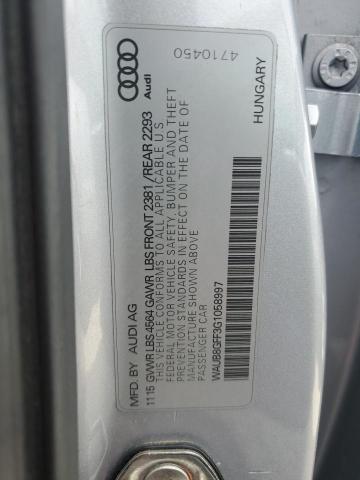 MFD. BY AUDI AG
1115 GVWR LBS 4564 GAWR LBS FRONT 2381 / REAR 2293
THIS VEHICLE CONFORMS TO ALL APPLICABLE U.S
FEDERAL MOTOR VEHICLE SAFETY, BUMPER AND THEFT
PREVENTION STANDARDS IN EFFECT ON THE DATE OF
MANUFACTURE SHOWN ABOVE
PASSENGER CAR
WAUB8GFF3G1058997
Audi
4710450
HUNGARY